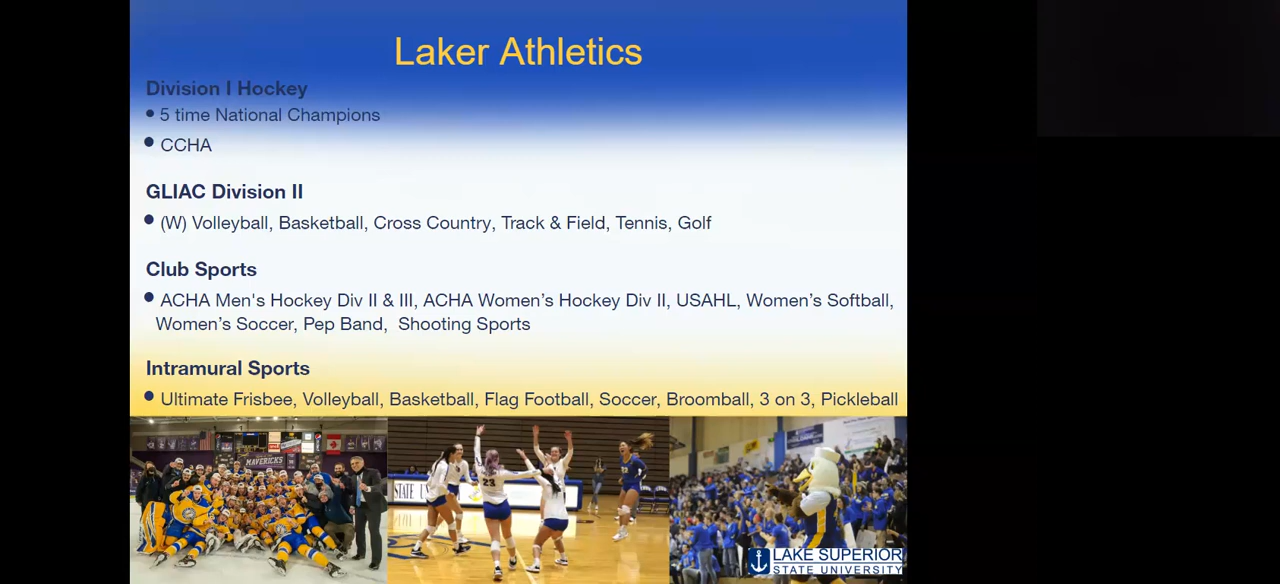 Laker Athletics
Division I Hockey
• 5 time National Champions
• CCHA
GLIAC Division II
• (W) Volleyball, Basketball, Cross Country, Track & Field, Tennis, Golf
Club Sports
• ACHA Men's Hockey Div II & III, ACHA Women’s Hockey Div II, USAHL, Women’s Softball,
Women’s Soccer, Pep Band,  Shooting Sports
Intramural Sports
• Ultimate Frisbee, Volleyball, Basketball, Flag Football, Soccer, Broomball, 3 on 3, Pickleball
MAVERICKS
STATE
23
LAKE SUPERIOR
STATE UNIVERSITY